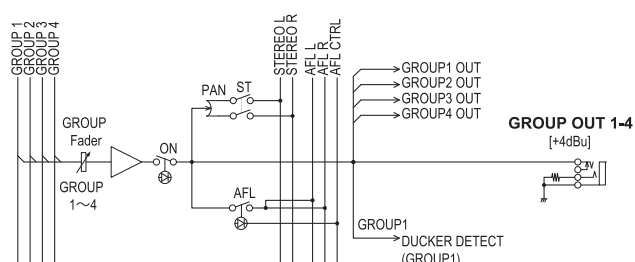 GROUP 1
GROUP 2
GROUP 3
GROUP 4
STEREO L
STEREO R
AFL L
AFL R
AFL CTRL
PAN
ST
GROUP1 OUT
GROUP2 OUT
GROUP3 OUT
GROUP4 OUT
GROUP OUT 1-4
[+4dBu]
GROUP
Fader
ON
GROUP
1～4
AFL
GROUP1
DUCKER DETECT
(GROUP1)